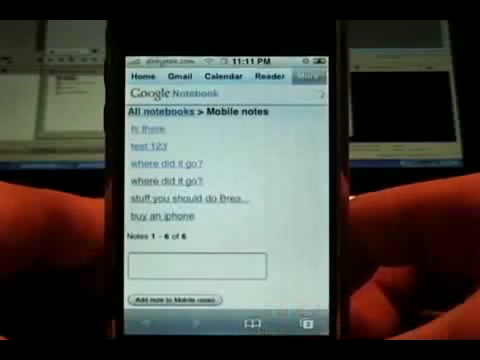 11:11 PM
Home Gmail Calendar Reader More
Google Notebook
All notebooks > Mobile notes
hi there
test 123
where did it go?
where did it go?
stuff you should do Brea...
buy an iphone
Notes 1 - 6 of 6
Add note to Mobile notes